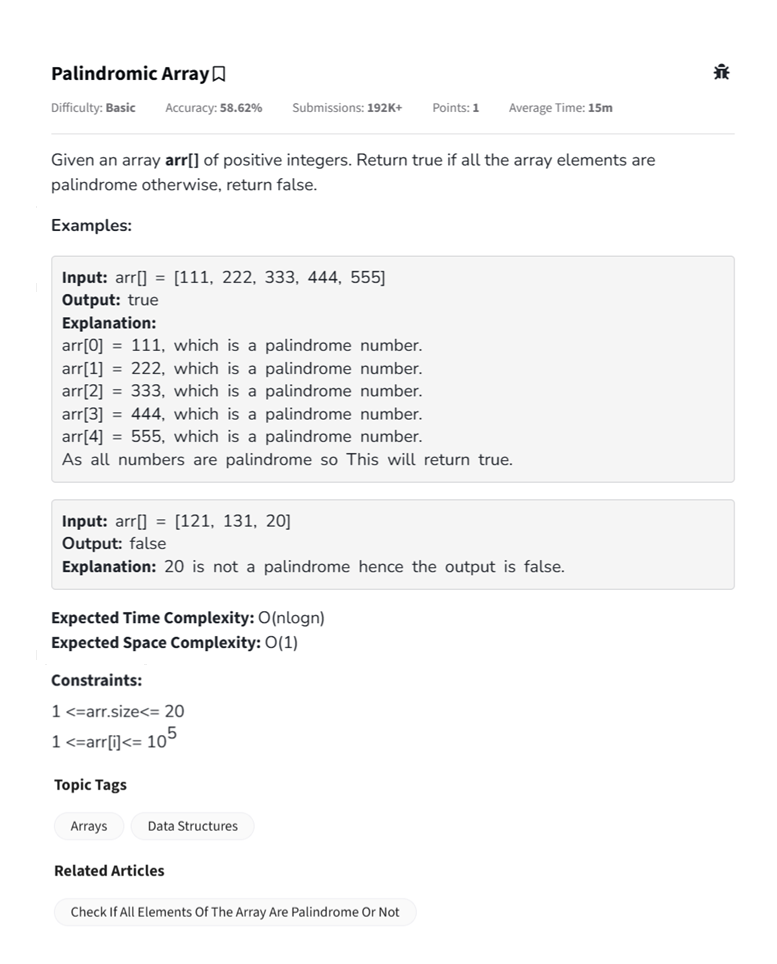 Palindromic Array
Difficulty: Basic Accuracy: 58.62% Submissions: 192K+ Points: 1 Average Time: 15m
Given an array arr[] of positive integers. Return true if all the array elements are
palindrome otherwise, return false.
Examples:
Input: arr[] = [111, 222, 333, 444, 555]
Output: true
Explanation:
arr[0] = 111, which is a palindrome number.
arr[1] = 222, which is a palindrome number.
arr[2] = 333, which is a palindrome number.
arr[3] = 444, which is a palindrome number.
arr[4] = 555, which is a palindrome number.
As all numbers are palindrome so This will return true.
Input: arr[] = [121, 131, 20]
Output: false
Explanation: 20 is not a palindrome hence the output is false.
Expected Time Complexity: O(nlogn)
Expected Space Complexity: O(1)
Constraints:
1 <=arr.size<= 20
1 <=arr[i]<= 10⁵
Topic Tags
Arrays Data Structures
Related Articles
Check If All Elements Of The Array Are Palindrome Or Not